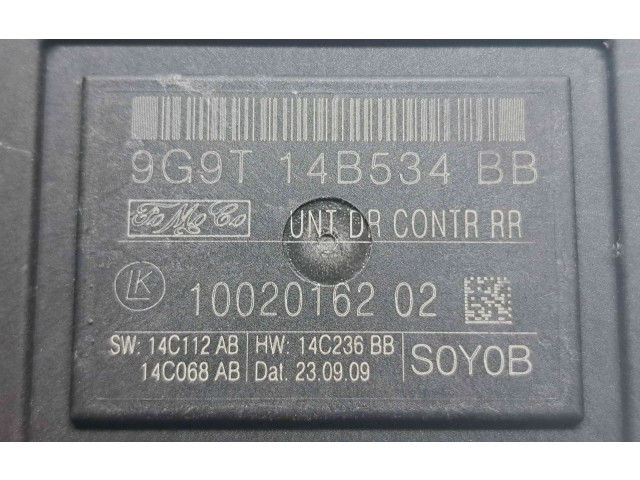 9G9T 14B534 BB
FoMoCo UNT DR CONTR RR
LK 10020162 02
SW: 14C112 AB HW: 14C236 BB
14C068 AB Dat. 23.09.09 SOYOB